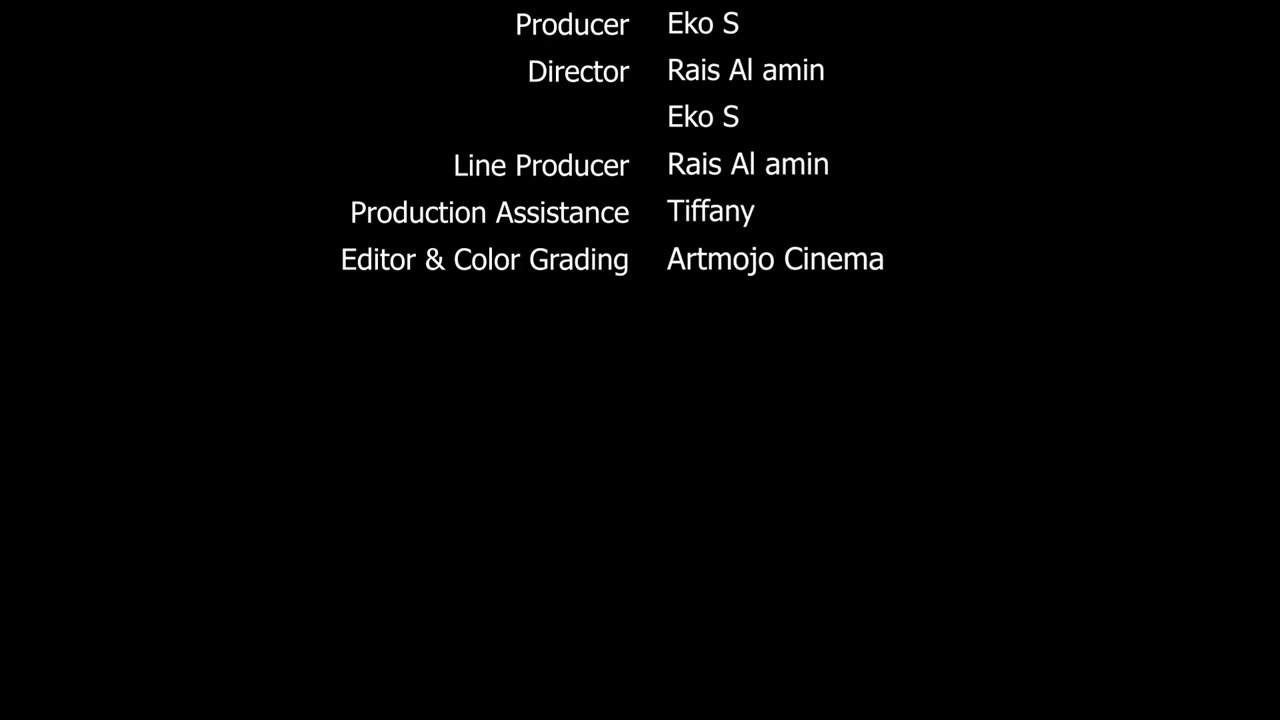 Producer Eko S
Director Rais Al amin
Eko S
Line Producer Rais Al amin
Production Assistance Tiffany
Editor & Color Grading Artmojo Cinema